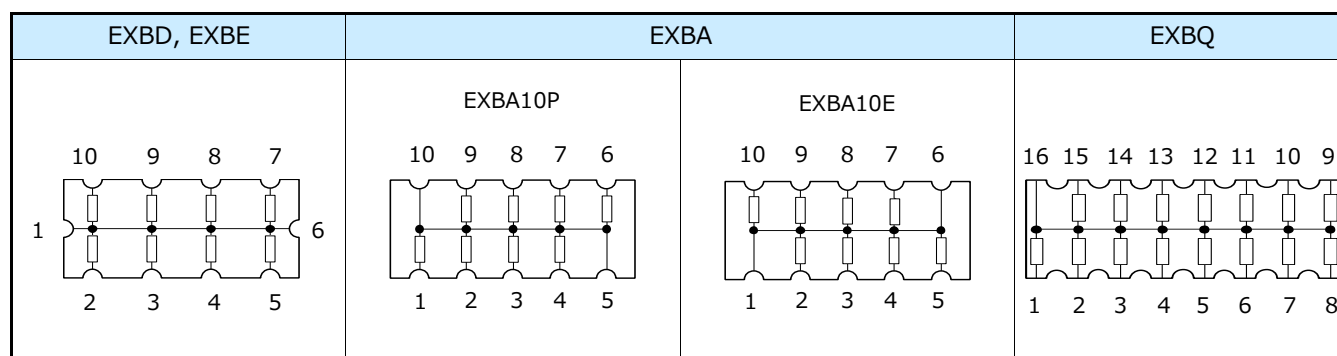 EXBD, EXBE EXBA EXBQ
EXBA10P EXBA10E
10 9 8 7 10 9 8 7 6 10 9 8 7 6 16 15 14 13 12 11 10 9
1 6
2 3 4 5 1 2 3 4 5 1 2 3 4 5 1 2 3 4 5 6 7 8